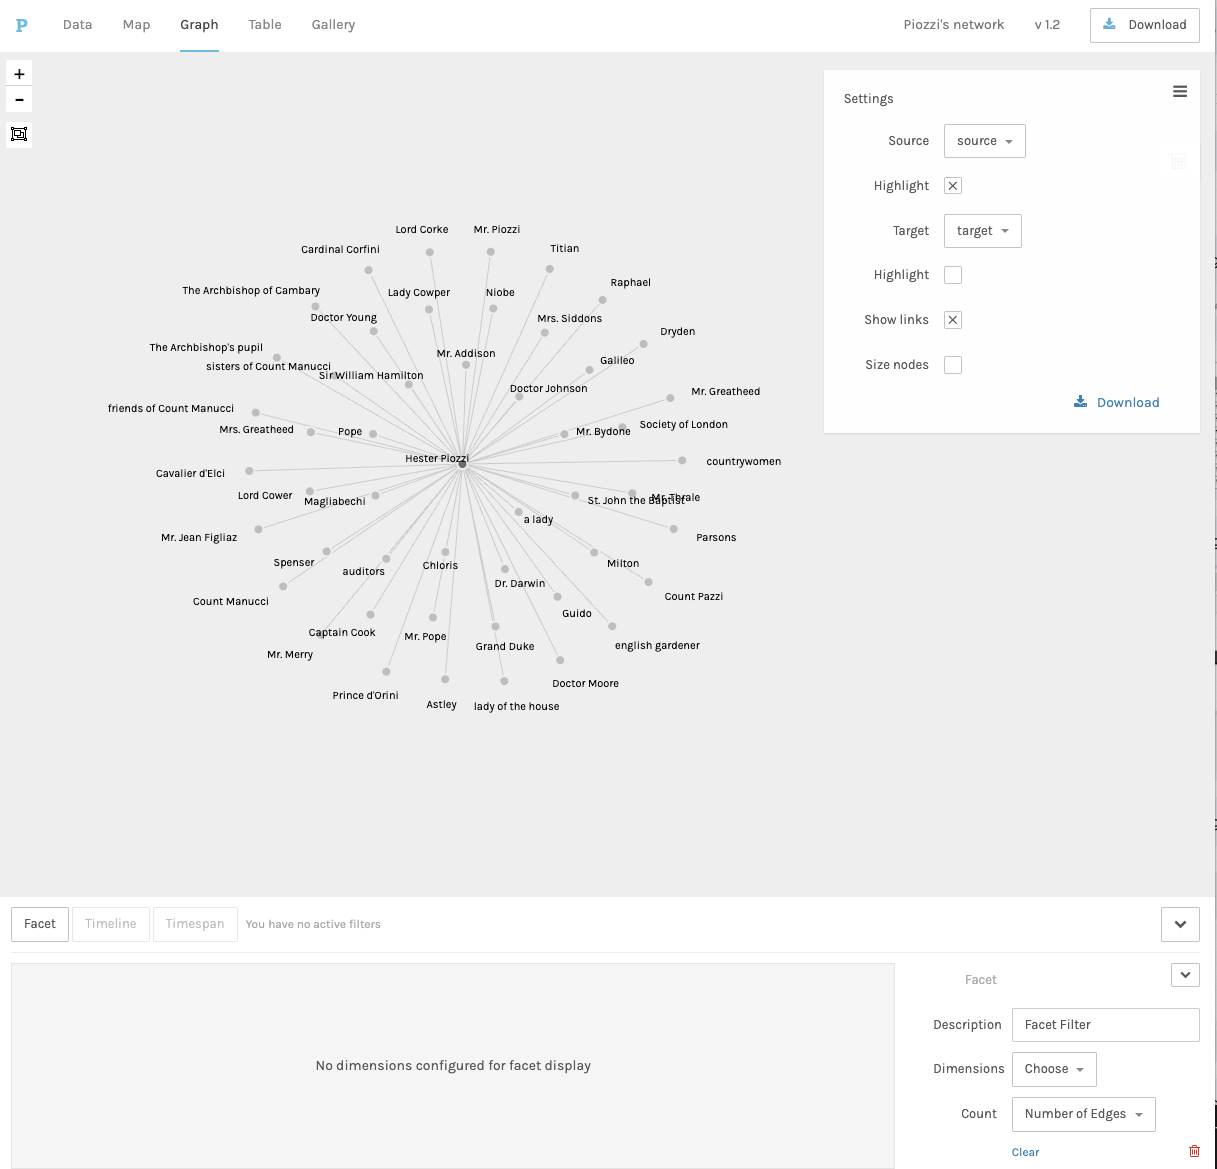 P Data Map Graph Table Gallery Piozzi's network v 1.2 Download
+
-
Settings
Source source
Highlight
Target target
Highlight
Show links
Size nodes
Download
Lord Corke
Mr. Piozzi
Cardinal Corfini
Titian
Raphael
The Archbishop of Cambary
Lady Cowper
Niobe
Doctor Young
Mrs. Siddons
Dryden
The Archbishop's pupil
Mr. Addison
Galileo
sisters of Count Manucci
Sir William Hamilton
Doctor Johnson
Mr. Greatheed
friends of Count Manucci
Society of London
Mrs. Greatheed
Pope
Mr. Bydone
Hester Piozzi
countrywomen
Cavalier d'Elci
Lord Cower
Magliabechi
St. John the Baptist
Mr. Thrale
a lady
Mr. Jean Figliaz
Parsons
Spenser
auditors
Chloris
Milton
Dr. Darwin
Count Manucci
Count Pazzi
Guido
Captain Cook
Mr. Pope
Grand Duke
english gardener
Mr. Merry
Doctor Moore
Prince d'Orini
Astley
lady of the house
Facet Timeline Timespan You have no active filters
No dimensions configured for facet display
Facet
Description Facet Filter
Dimensions Choose
Count Number of Edges
Clear